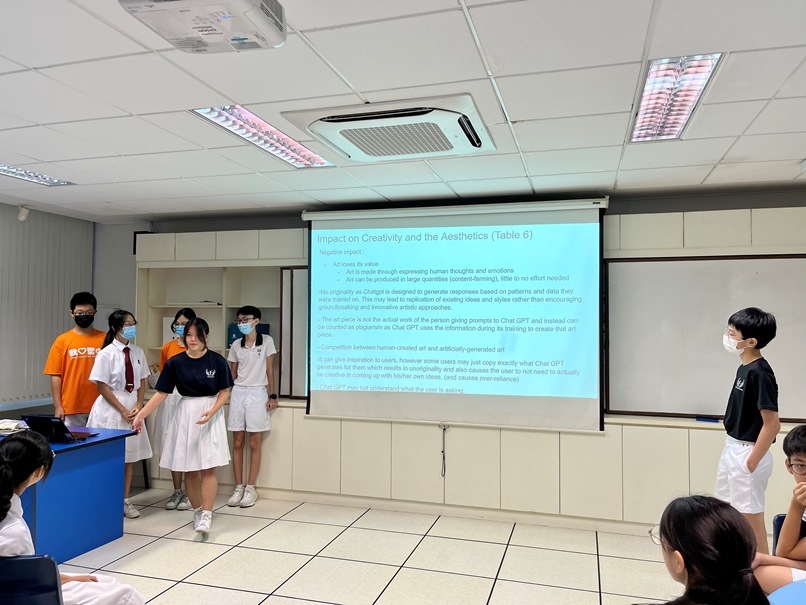 Impact on Creativity and the Aesthetics (Table 6)
Negative impact :
- Art loses its value
- Art is made through expressing human thoughts and emotions
- Art can be produced in large quantities (content-farming), little to no effort needed
-No originality as Chatgpt is designed to generate responses based on patterns and data they
were trained on. This may lead to replication of existing ideas and styles rather than encouraging
groundbreaking and innovative artistic approaches.
- The art piece is not the actual work of the person giving prompts to Chat GPT and instead can
be counted as plagiarism as Chat GPT uses the information during its training to create that art
piece.
- Competition between human-created art and artificially-generated art
-It can give inspiration to users, however some users may just copy exactly what Chat GPT
generates for them which results in unoriginality and also causes the user to not need to actually
be creative in coming up with his/her own ideas. (and causes over-reliance)
- Chat GPT may not understand what the user is asking
EPSON
我